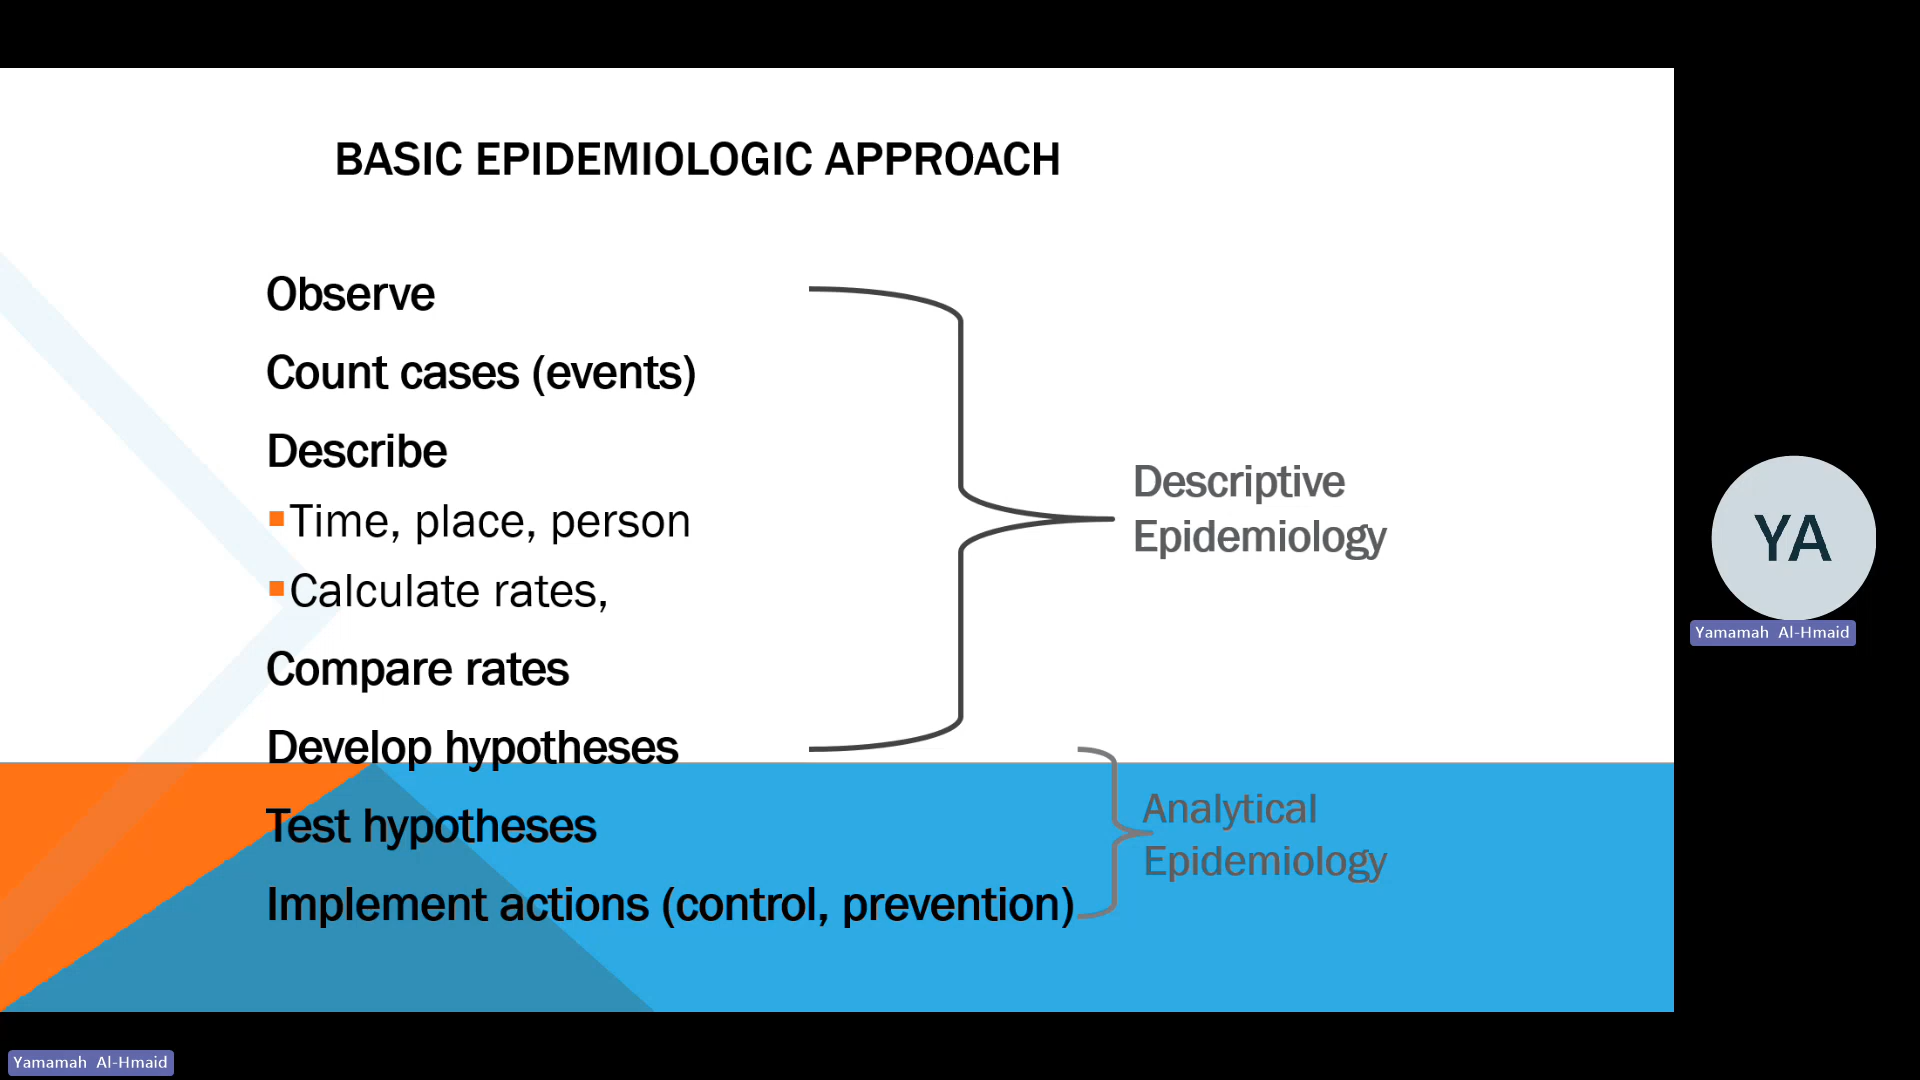 BASIC EPIDEMIOLOGIC APPROACH
Observe
Count cases (events)
Describe
Time, place, person
Calculate rates,
Compare rates
Develop hypotheses
Test hypotheses
Implement actions (control, prevention)
Descriptive
Epidemiology
Analytical
Epidemiology
YA
Yamamah Al-Hmaid
Yamamah Al-Hmaid